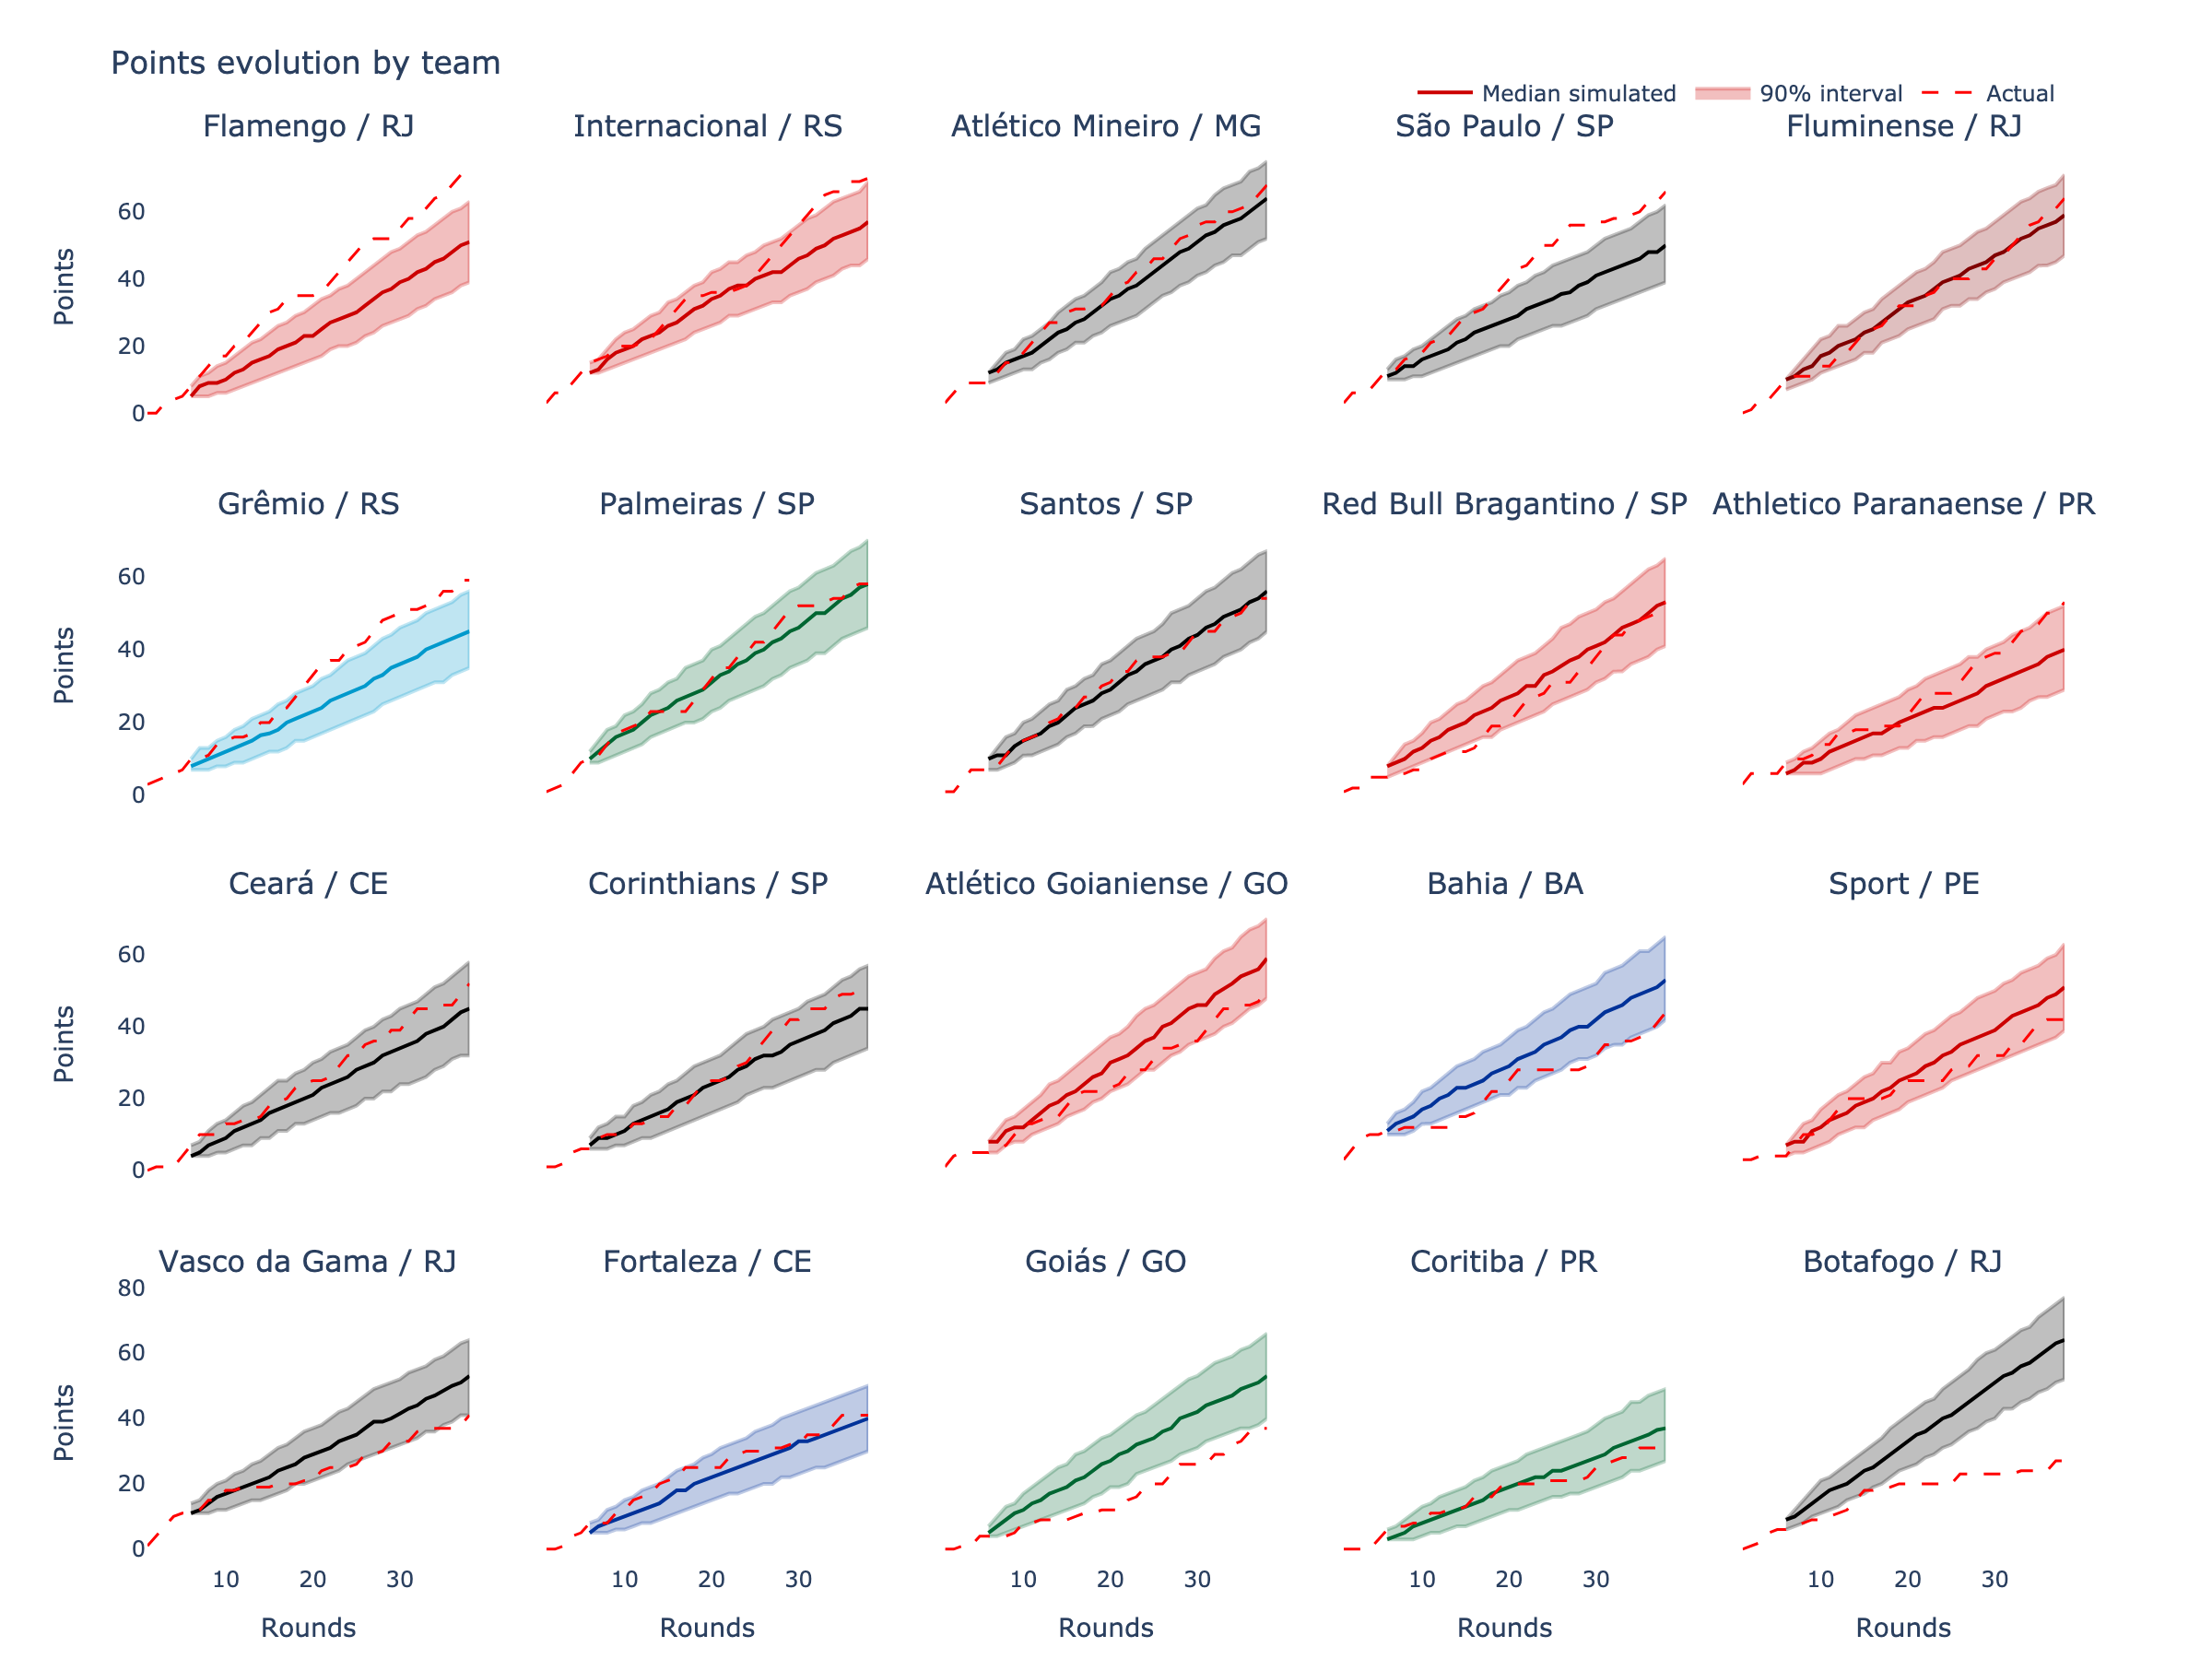 Points evolution by team
Median simulated 90% interval Actual
Flamengo / RJ Internacional / RS Atlético Mineiro / MG São Paulo / SP Fluminense / RJ
60
40
20
0
Points
Grêmio / RS Palmeiras / SP Santos / SP Red Bull Bragantino / SP Athletico Paranaense / PR
60
40
20
0
Points
Ceará / CE Corinthians / SP Atlético Goianiense / GO Bahia / BA Sport / PE
60
40
20
0
Points
Vasco da Gama / RJ Fortaleza / CE Goiás / GO Coritiba / PR Botafogo / RJ
80
60
40
20
0
Points
10 20 30 10 20 30 10 20 30 10 20 30 10 20 30
Rounds Rounds Rounds Rounds Rounds